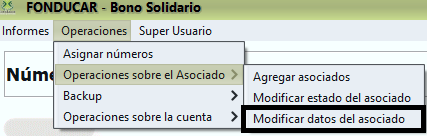 FONDUCAR - Bono Solidario
Informes Operaciones Super Usuario
Asignar números
Operaciones sobre el Asociado
Backup
Operaciones sobre la cuenta
Agregar asociados
Modificar estado del asociado
Modificar datos del asociado
Núme